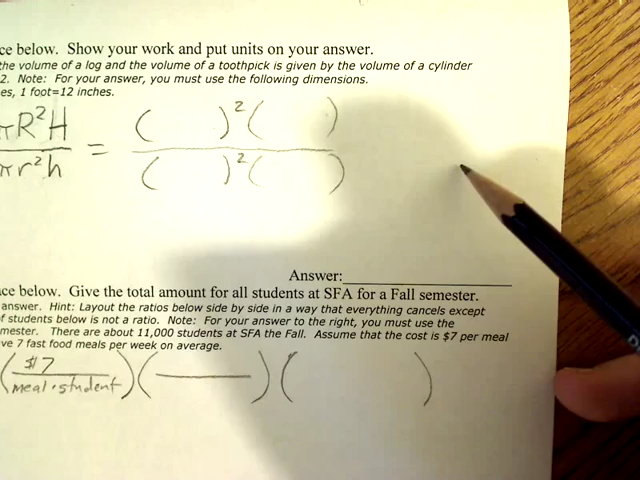 ce below. Show your work and put units on your answer.
the volume of a log and the volume of a toothpick is given by the volume of a cylinder
2. Note: For your answer, you must use the following dimensions.
es, 1 foot=12 inches.
πR²H / πr²h = ( )²( ) / ( )²( )
Answer:
ce below. Give the total amount for all students at SFA for a Fall semester.
answer. Hint: Layout the ratios below side by side in a way that everything cancels except
f students below is not a ratio. Note: For your answer to the right, you must use the
mester. There are about 11,000 students at SFA the Fall. Assume that the cost is $7 per meal
ve 7 fast food meals per week on average.
($7 / meal·student)( / )( )